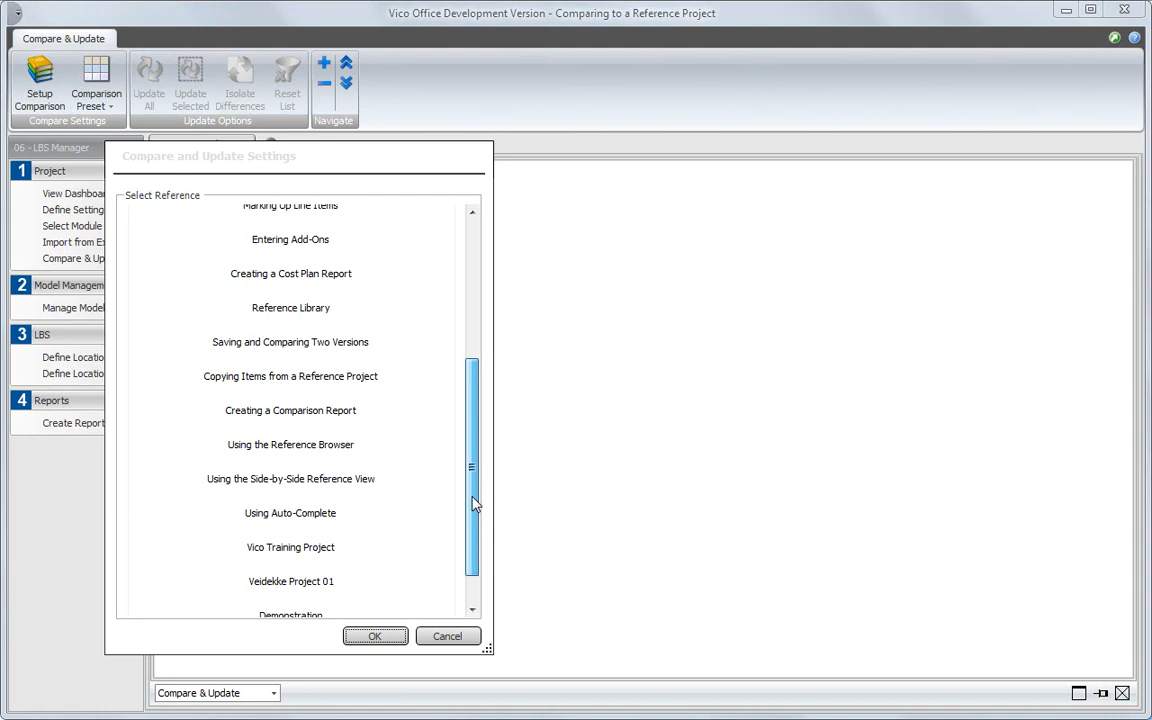 Vico Office Development Version - Comparing to a Reference Project
Compare & Update
Setup Comparison
Comparison Preset
Update All
Update Selected
Isolate Differences
Reset List
Compare Settings
Update Options
Navigate
06 - LBS Manager
1 Project
View Dashboa
Define Setting
Select Module
Import from Ex
Compare & Up
2 Model Managem
Manage Model
3 LBS
Define Locatio
Define Locatio
4 Reports
Create Report
Compare and Update Settings
Select Reference
Marking Up Line Items
Entering Add-Ons
Creating a Cost Plan Report
Reference Library
Saving and Comparing Two Versions
Copying Items from a Reference Project
Creating a Comparison Report
Using the Reference Browser
Using the Side-by-Side Reference View
Using Auto-Complete
Vico Training Project
Veidekke Project 01
Demonstration
OK
Cancel
Compare & Update